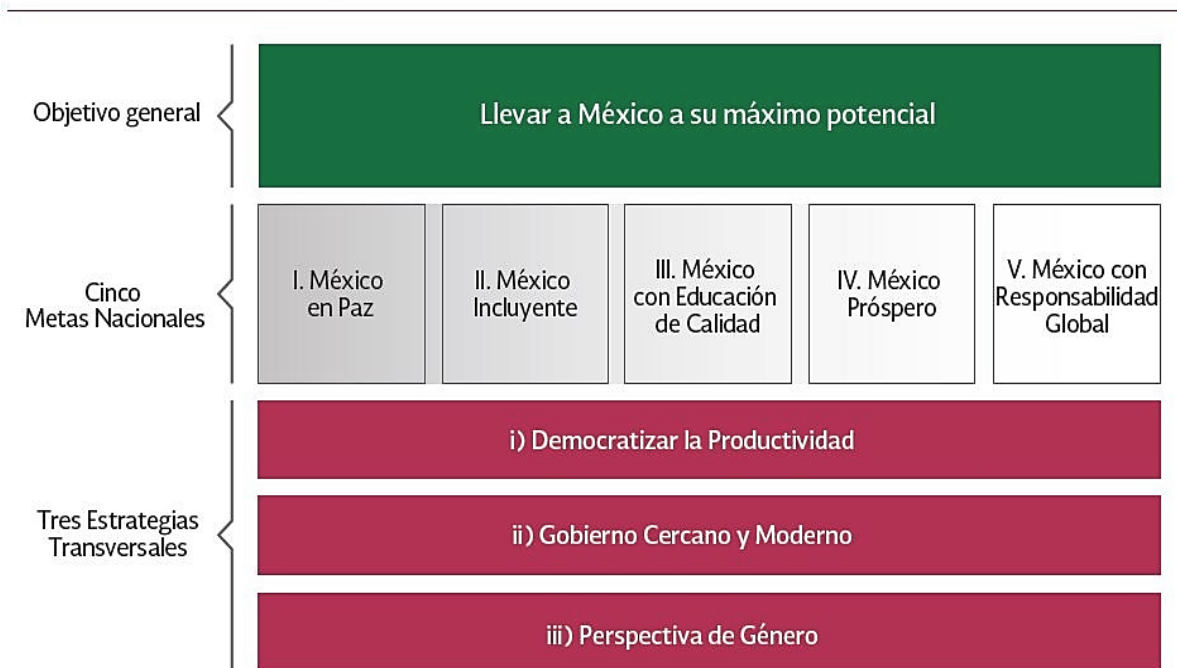 Objetivo general
Llevar a México a su máximo potencial
Cinco
Metas Nacionales
I. México
en Paz
II. México
Incluyente
III. México
con Educación
de Calidad
IV. México
Próspero
V. México con
Responsabilidad
Global
Tres Estrategias
Transversales
i) Democratizar la Productividad
ii) Gobierno Cercano y Moderno
iii) Perspectiva de Género